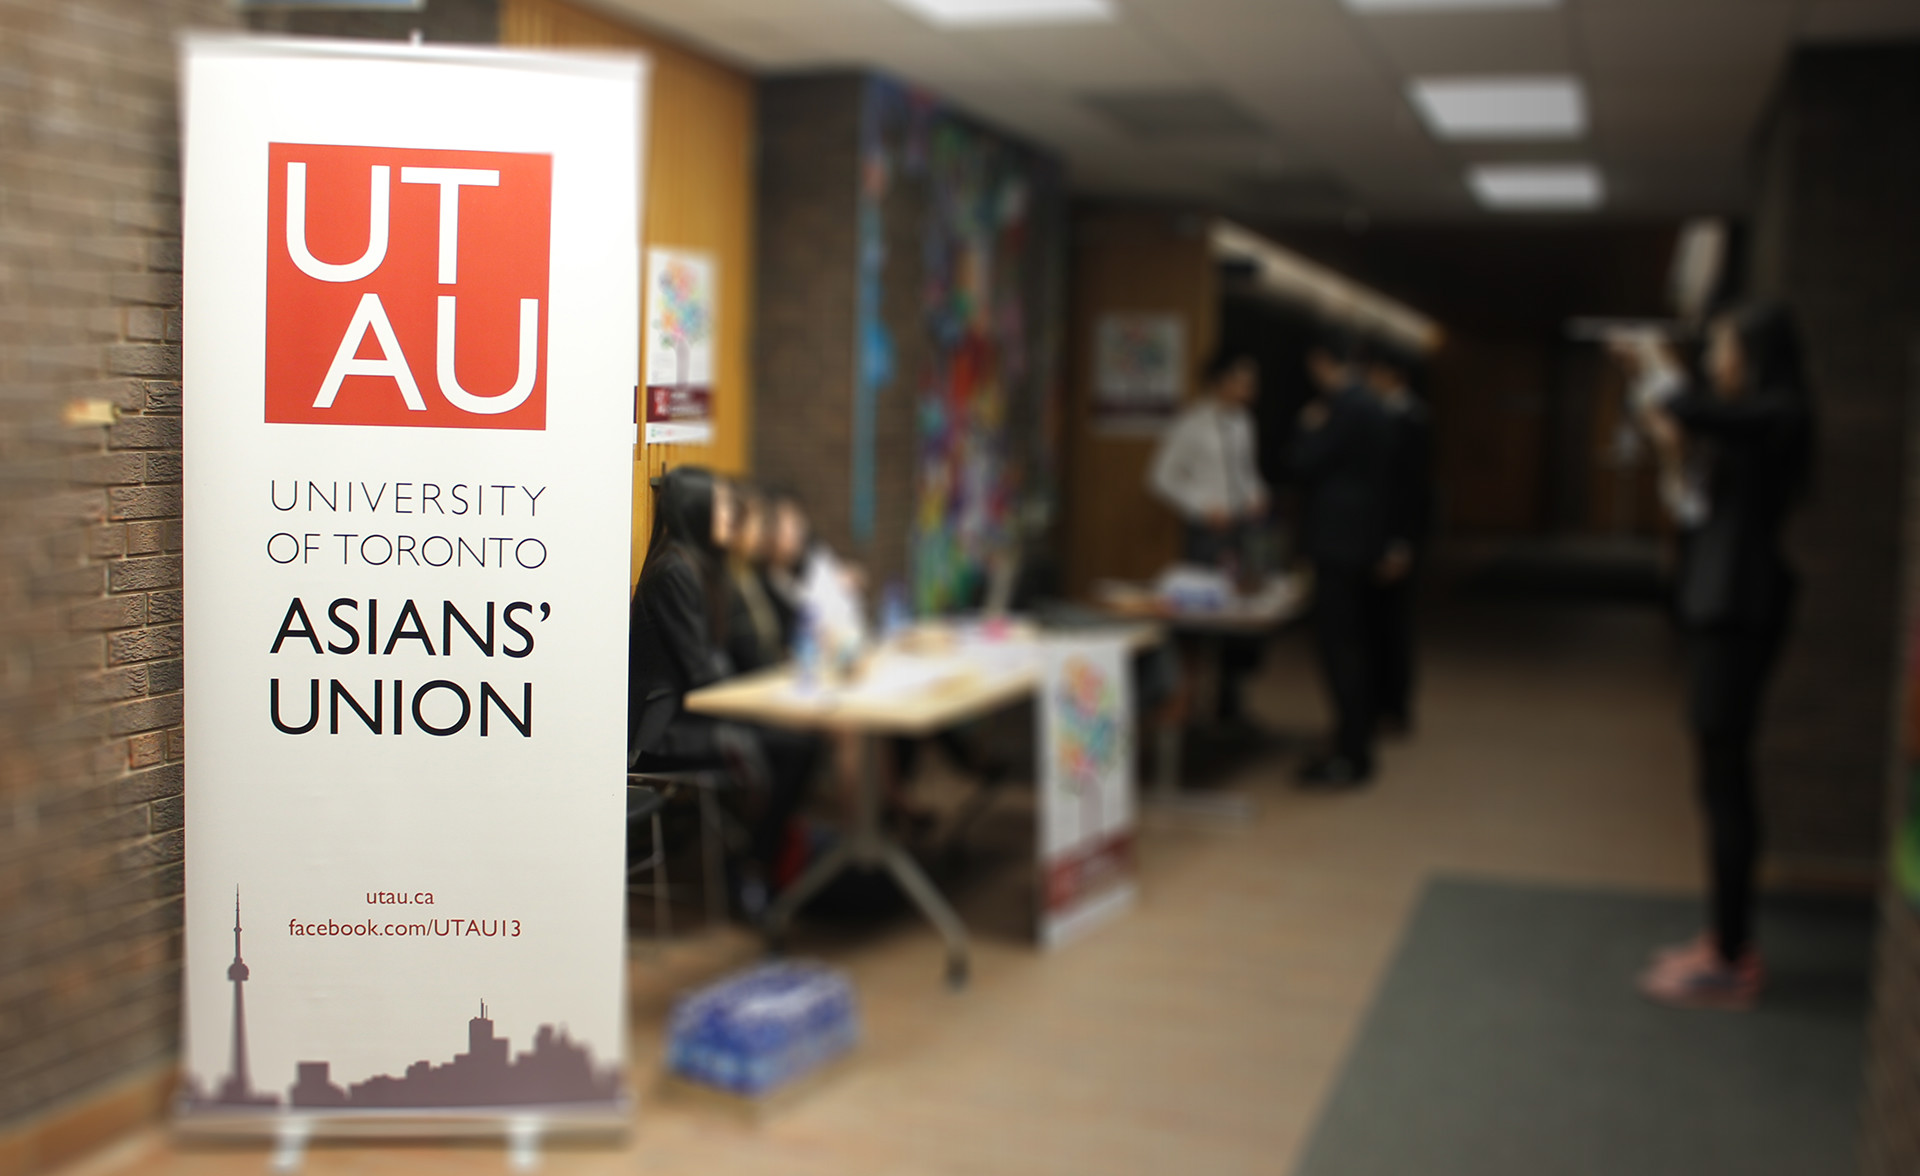 UT
AU
UNIVERSITY
OF TORONTO
ASIANS’
UNION
utau.ca
facebook.com/UTAU13